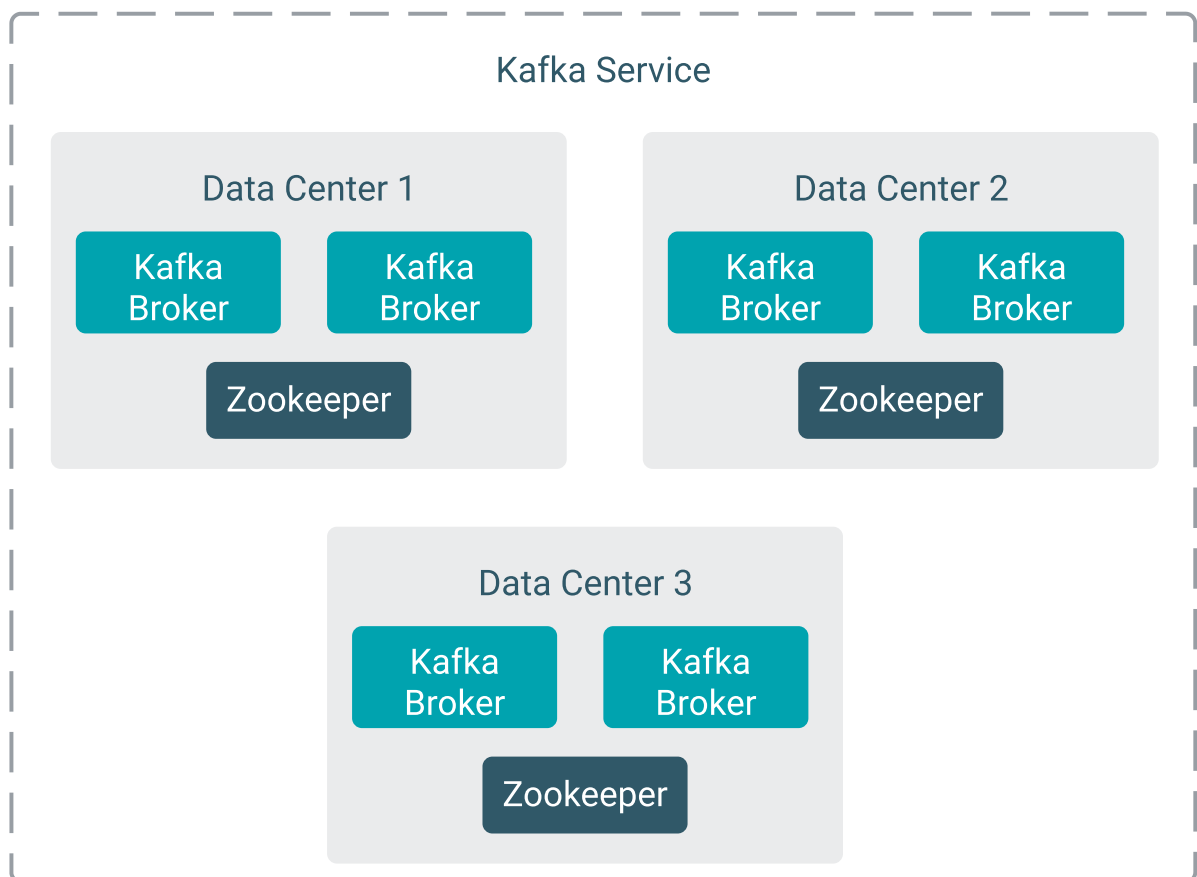 Kafka Service
Data Center 1
Kafka
Broker
Kafka
Broker
Zookeeper
Data Center 2
Kafka
Broker
Kafka
Broker
Zookeeper
Data Center 3
Kafka
Broker
Kafka
Broker
Zookeeper